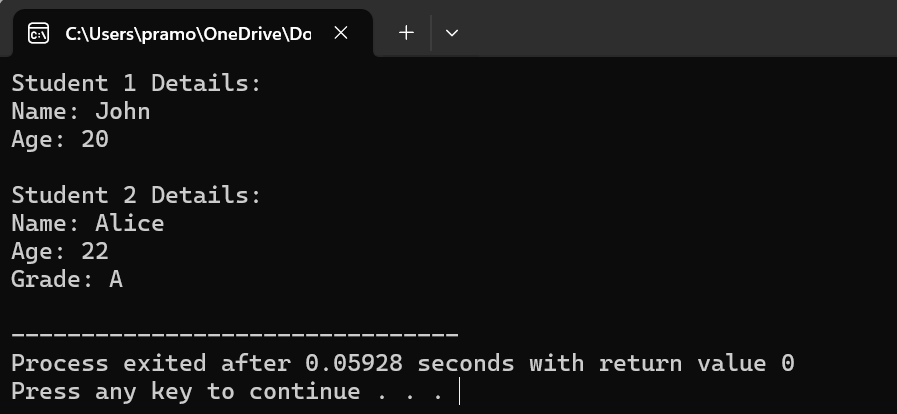 C:\Users\pramo\OneDrive\Do
Student 1 Details:
Name: John
Age: 20
Student 2 Details:
Name: Alice
Age: 22
Grade: A
--------------------------------
Process exited after 0.05928 seconds with return value 0
Press any key to continue . . .